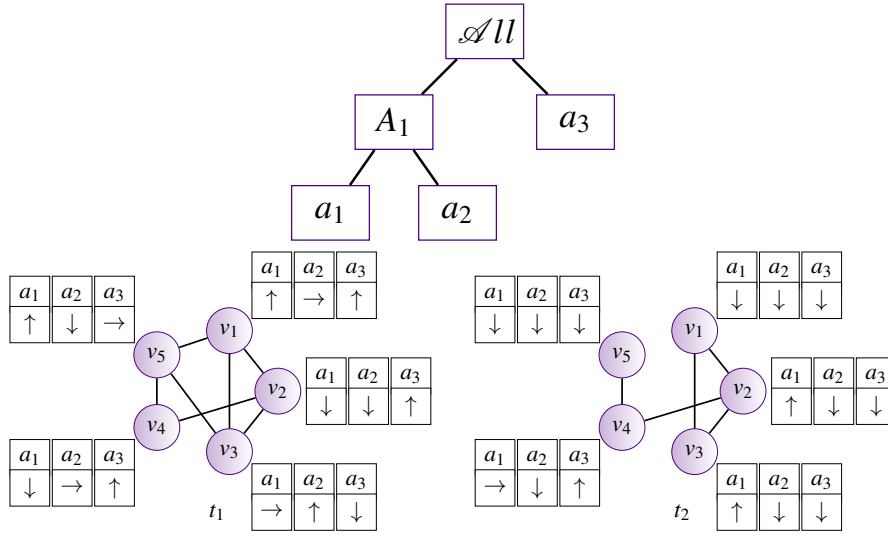 𝒜ll
A₁ a₃
a₁ a₂
a₁ a₂ a₃
↑ → ↑
a₁ a₂ a₃
↑ ↓ →
v₁
v₅
a₁ a₂ a₃
↓ ↓ ↑
v₂
v₄
v₃
a₁ a₂ a₃
↓ → ↑
a₁ a₂ a₃
→ ↑ ↓
t₁
a₁ a₂ a₃
↓ ↓ ↓
a₁ a₂ a₃
↓ ↓ ↓
v₁
v₅
a₁ a₂ a₃
↑ ↓ ↓
v₂
v₄
v₃
a₁ a₂ a₃
→ ↓ ↑
a₁ a₂ a₃
↑ ↓ ↓
t₂